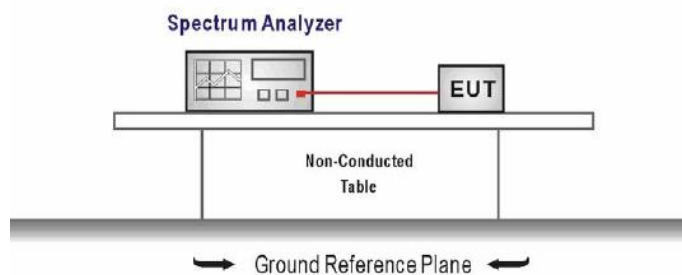 Spectrum Analyzer
EUT
Non-Conducted
Table
Ground Reference Plane